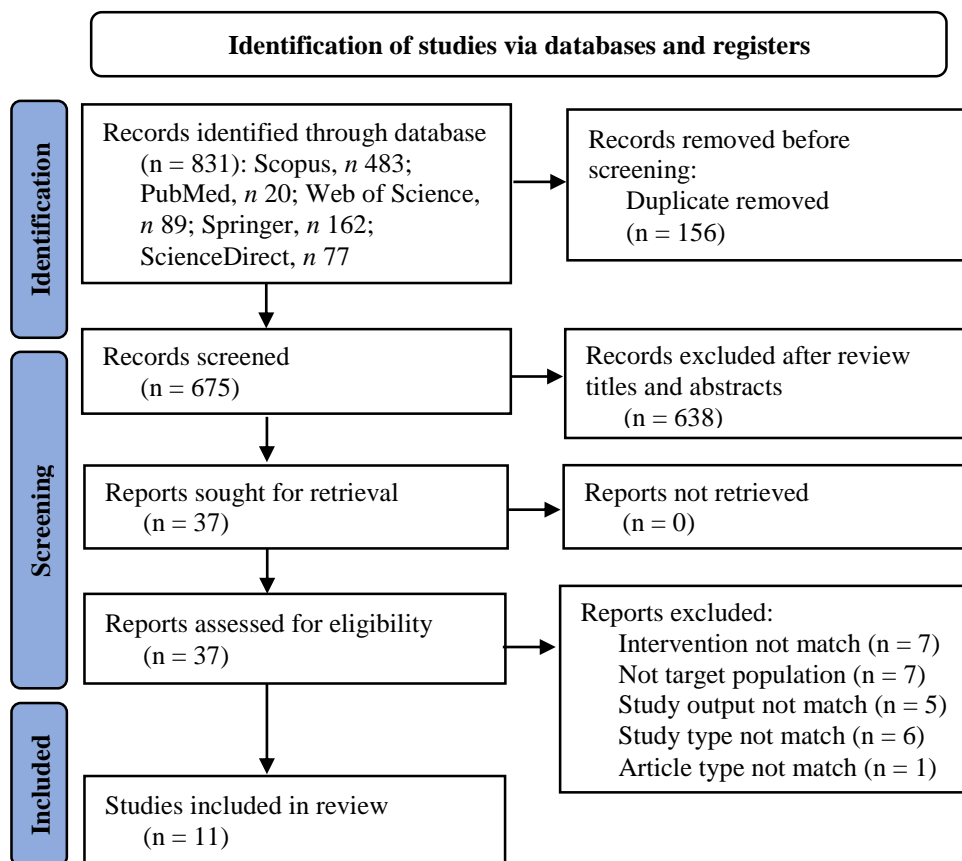 Identification of studies via databases and registers
Identification
Records identified through database
(n = 831): Scopus, n 483;
PubMed, n 20; Web of Science,
n 89; Springer, n 162;
ScienceDirect, n 77
Records removed before
screening:
Duplicate removed
(n = 156)
Screening
Records screened
(n = 675)
Records excluded after review
titles and abstracts
(n = 638)
Reports sought for retrieval
(n = 37)
Reports not retrieved
(n = 0)
Reports assessed for eligibility
(n = 37)
Reports excluded:
Intervention not match (n = 7)
Not target population (n = 7)
Study output not match (n = 5)
Study type not match (n = 6)
Article type not match (n = 1)
Included
Studies included in review
(n = 11)